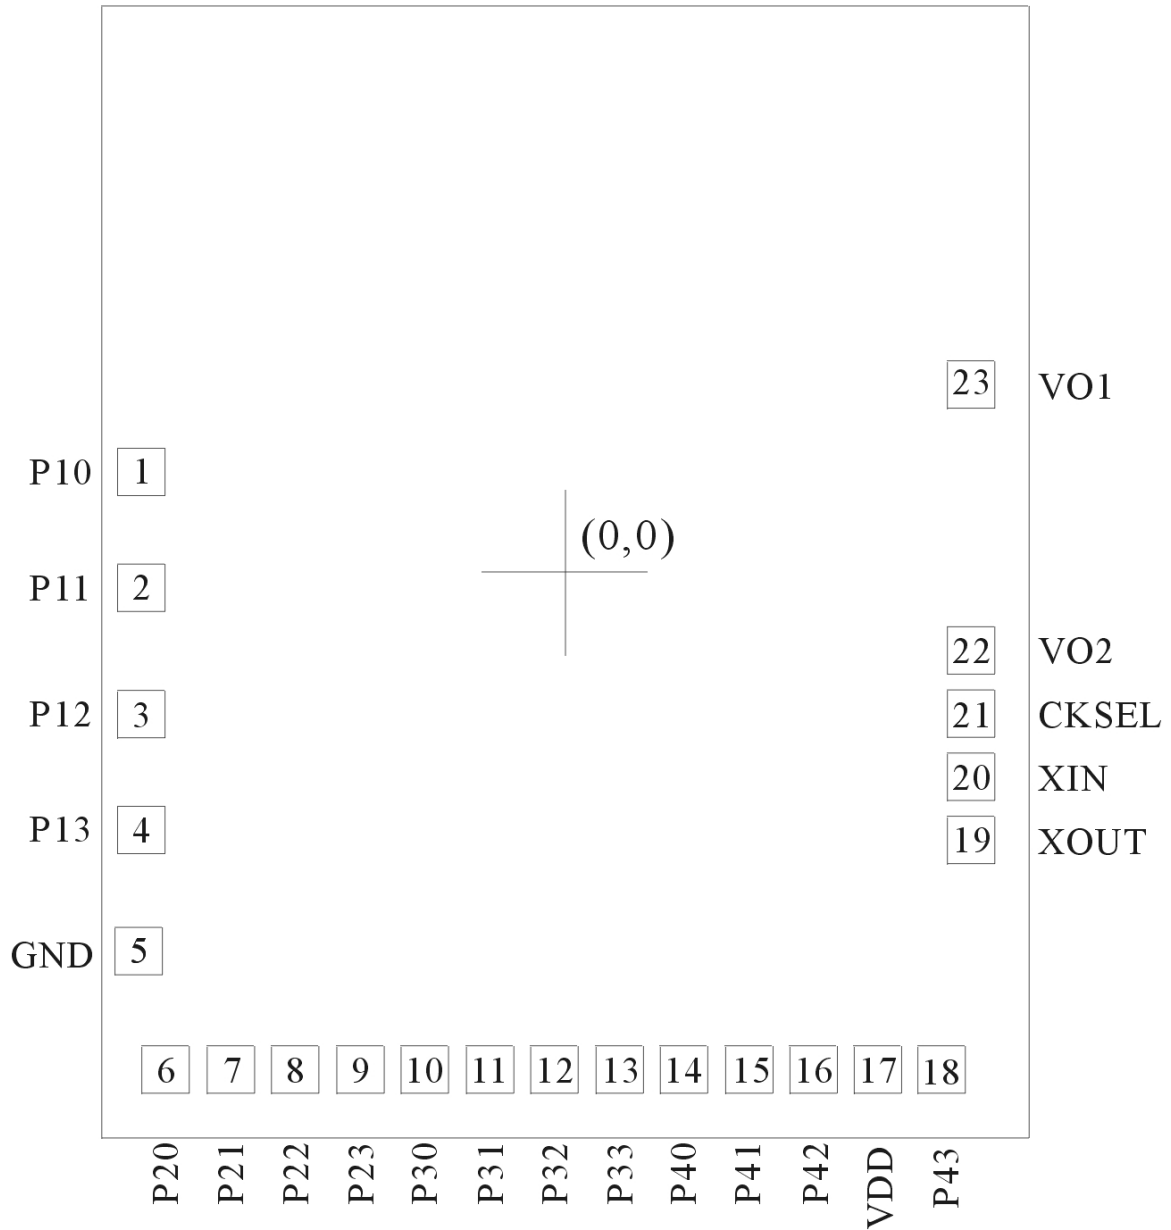 23 VO1
P10 1
(0,0)
P11 2
22 VO2
P12 3
21 CKSEL
20 XIN
P13 4
19 XOUT
GND 5
6 7 8 9 10 11 12 13 14 15 16 17 18
P20 P21 P22 P23 P30 P31 P32 P33 P40 P41 P42 VDD P43